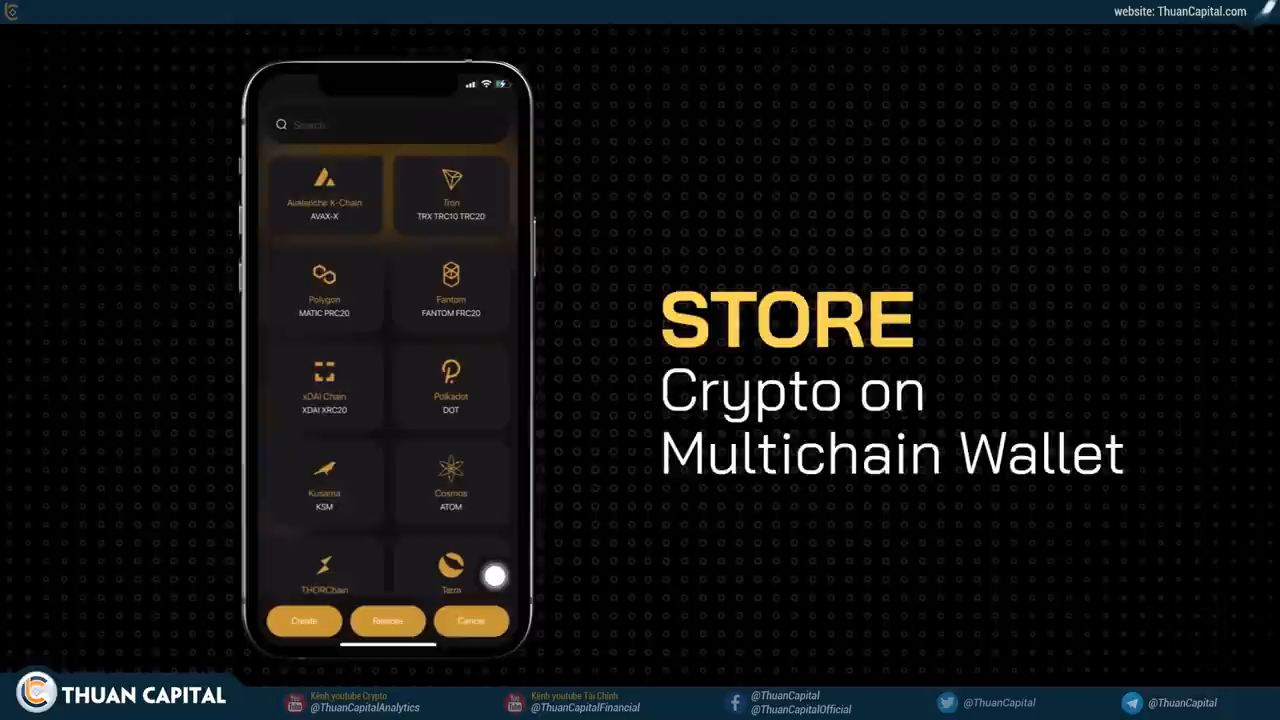 website: ThuanCapital.com
Search
Avalanche X-Chain
AVAX-X
Tron
TRX TRC10 TRC20
Polygon
MATIC PRC20
Fantom
FANTOM FRC20
xDAI Chain
XDAI XRC20
Polkadot
DOT
Kusama
KSM
Cosmos
ATOM
THORChain
Terra
Create
Restore
Cancel
STORE
Crypto on
Multichain Wallet
THUAN CAPITAL
Kênh youtube Crypto
@ThuanCapitalAnalytics
Kênh youtube Tài Chính
@ThuanCapitalFinancial
@ThuanCapital
@ThuanCapitalOfficial
@ThuanCapital
@ThuanCapital